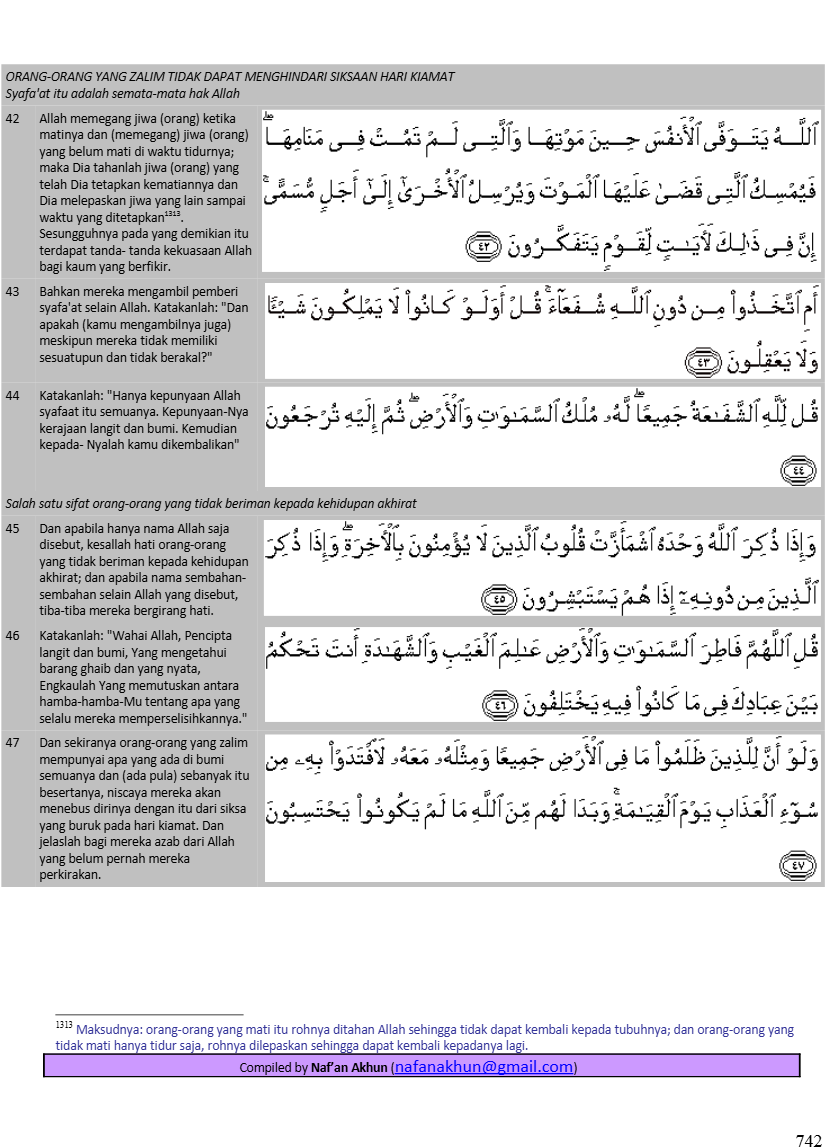 ORANG-ORANG YANG ZALIM TIDAK DAPAT MENGHINDARI SIKSAAN HARI KIAMAT
Syafa'at itu adalah semata-mata hak Allah
42
Allah memegang jiwa (orang) ketika
matinya dan (memegang) jiwa (orang)
yang belum mati di waktu tidurnya;
maka Dia tahanlah jiwa (orang) yang
telah Dia tetapkan kematiannya dan
Dia melepaskan jiwa yang lain sampai
waktu yang ditetapkan¹³¹³.
Sesungguhnya pada yang demikian itu
terdapat tanda- tanda kekuasaan Allah
bagi kaum yang berfikir.
ٱللَّهُ يَتَوَفَّى ٱلْأَنفُسَ حِينَ مَوْتِهَا وَٱلَّتِى لَمْ تَمُتْ فِى مَنَامِهَا ۖ
فَيُمْسِكُ ٱلَّتِى قَضَىٰ عَلَيْهَا ٱلْمَوْتَ وَيُرْسِلُ ٱلْأُخْرَىٰٓ إِلَىٰٓ أَجَلٍ مُّسَمًّى ۚ
إِنَّ فِى ذَٰلِكَ لَأَيَـٰتٍ لِّقَوْمٍ يَتَفَكَّرُونَ ٤٢
43
Bahkan mereka mengambil pemberi
syafa'at selain Allah. Katakanlah: "Dan
apakah (kamu mengambilnya juga)
meskipun mereka tidak memiliki
sesuatupun dan tidak berakal?"
أَمِ ٱتَّخَذُوا۟ مِن دُونِ ٱللَّهِ شُفَعَآءَ ۚ قُلْ أَوَلَوْ كَانُوا۟ لَا يَمْلِكُونَ شَيْـًٔا
وَلَا يَعْقِلُونَ ٤٣
44
Katakanlah: "Hanya kepunyaan Allah
syafaat itu semuanya. Kepunyaan-Nya
kerajaan langit dan bumi. Kemudian
kepada- Nyalah kamu dikembalikan"
قُل لِّلَّهِ ٱلشَّفَـٰعَةُ جَمِيعًا ۖ لَّهُۥ مُلْكُ ٱلسَّمَـٰوَٰتِ وَٱلْأَرْضِ ۖ ثُمَّ إِلَيْهِ تُرْجَعُونَ
٤٤
Salah satu sifat orang-orang yang tidak beriman kepada kehidupan akhirat
45
Dan apabila hanya nama Allah saja
disebut, kesallah hati orang-orang
yang tidak beriman kepada kehidupan
akhirat; dan apabila nama sembahan-
sembahan selain Allah yang disebut,
tiba-tiba mereka bergirang hati.
وَإِذَا ذُكِرَ ٱللَّهُ وَحْدَهُ ٱشْمَأَزَّتْ قُلُوبُ ٱلَّذِينَ لَا يُؤْمِنُونَ بِٱلْأَخِرَةِ ۖ وَإِذَا ذُكِرَ
ٱلَّذِينَ مِن دُونِهِۦٓ إِذَا هُمْ يَسْتَبْشِرُونَ ٤٥
46
Katakanlah: "Wahai Allah, Pencipta
langit dan bumi, Yang mengetahui
barang ghaib dan yang nyata,
Engkaulah Yang memutuskan antara
hamba-hamba-Mu tentang apa yang
selalu mereka memperselisihkannya."
قُلِ ٱللَّهُمَّ فَاطِرَ ٱلسَّمَـٰوَٰتِ وَٱلْأَرْضِ عَـٰلِمَ ٱلْغَيْبِ وَٱلشَّهَـٰدَةِ أَنتَ تَحْكُمُ
بَيْنَ عِبَادِكَ فِى مَا كَانُوا۟ فِيهِ يَخْتَلِفُونَ ٤٦
47
Dan sekiranya orang-orang yang zalim
mempunyai apa yang ada di bumi
semuanya dan (ada pula) sebanyak itu
besertanya, niscaya mereka akan
menebus dirinya dengan itu dari siksa
yang buruk pada hari kiamat. Dan
jelaslah bagi mereka azab dari Allah
yang belum pernah mereka
perkirakan.
وَلَوْ أَنَّ لِلَّذِينَ ظَلَمُوا۟ مَا فِى ٱلْأَرْضِ جَمِيعًا وَمِثْلَهُۥ مَعَهُۥ لَٱفْتَدَوْا۟ بِهِۦ مِن
سُوٓءِ ٱلْعَذَابِ يَوْمَ ٱلْقِيَـٰمَةِ ۚ وَبَدَا لَهُم مِّنَ ٱللَّهِ مَا لَمْ يَكُونُوا۟ يَحْتَسِبُونَ
٤٧
¹³¹³ Maksudnya: orang-orang yang mati itu rohnya ditahan Allah sehingga tidak dapat kembali kepada tubuhnya; dan orang-orang yang
tidak mati hanya tidur saja, rohnya dilepaskan sehingga dapat kembali kepadanya lagi.
Compiled by Naf'an Akhun (nafanakhun@gmail.com)
742